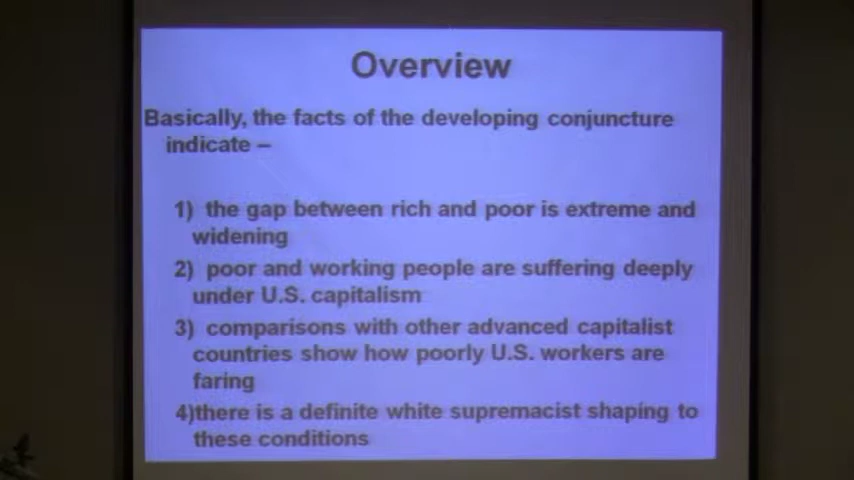 Overview
Basically, the facts of the developing conjuncture
indicate –
1) the gap between rich and poor is extreme and
widening
2) poor and working people are suffering deeply
under U.S. capitalism
3) comparisons with other advanced capitalist
countries show how poorly U.S. workers are
faring
4)there is a definite white supremacist shaping to
these conditions